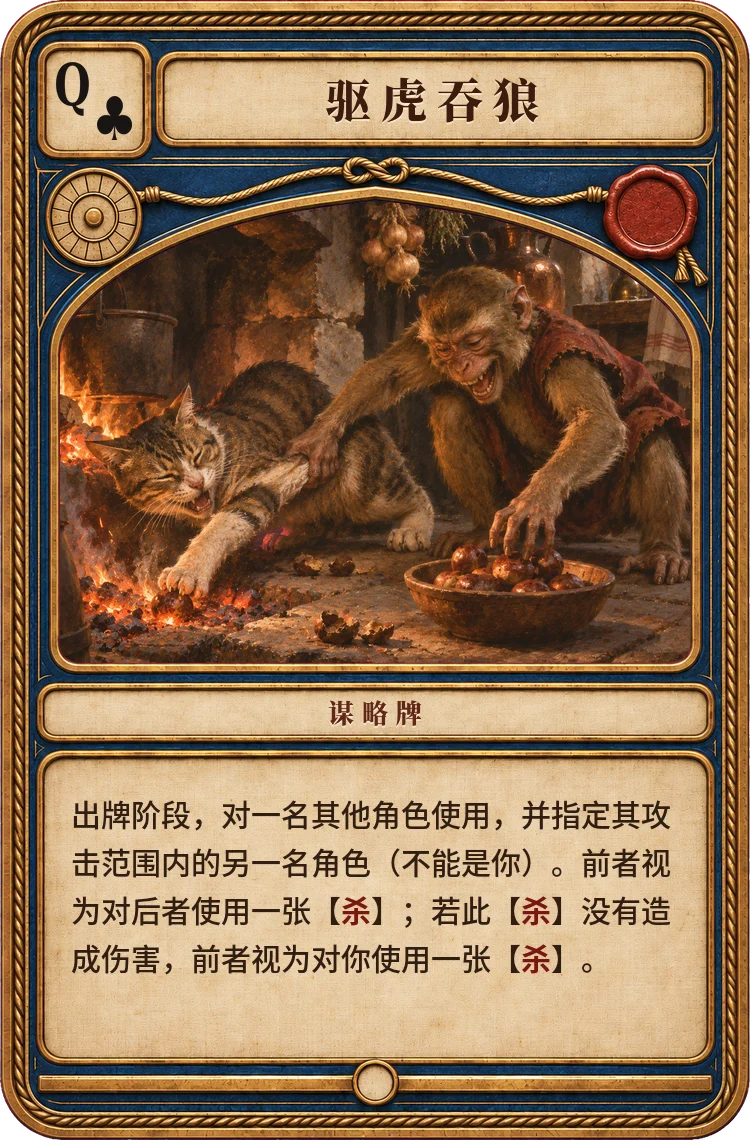 Q
驱虎吞狼
谋略牌
出牌阶段，对一名其他角色使用，并指定其攻
击范围内的另一名角色（不能是你）。前者视
为对后者使用一张【杀】；若此【杀】没有造
成伤害，前者视为对你使用一张【杀】。